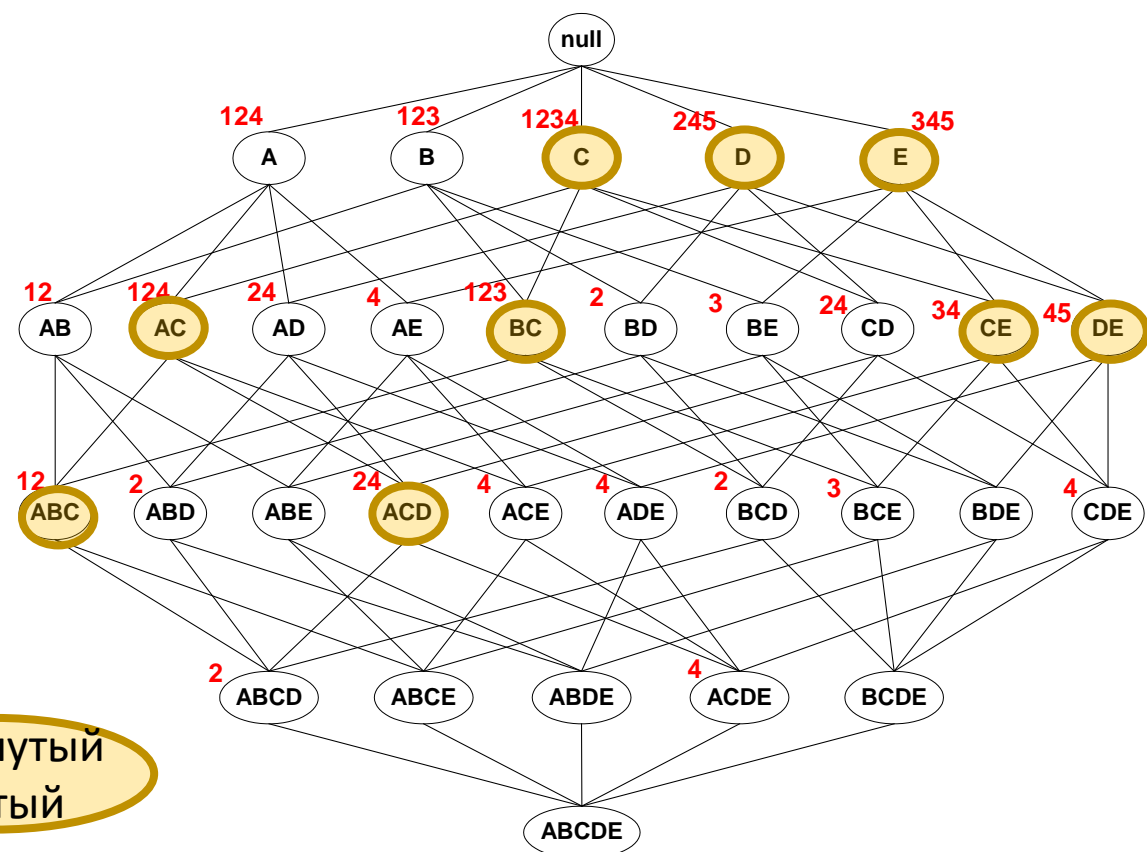 null
124 123 1234 245 345
A B C D E
12 124 24 4 123 2 3 24 34 45
AB AC AD AE BC BD BE CD CE DE
12 2 24 4 4 2 3 4
ABC ABD ABE ACD ACE ADE BCD BCE BDE CDE
2 4
ABCD ABCE ABDE ACDE BCDE
ABCDE